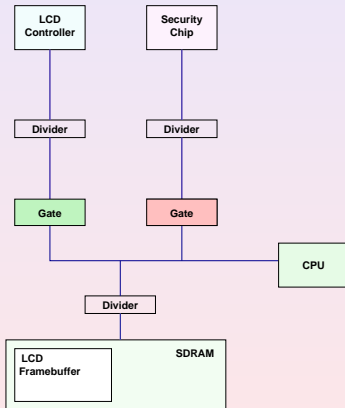 LCD
Controller
Security
Chip
Divider
Divider
Gate
Gate
CPU
Divider
SDRAM
LCD
Framebuffer